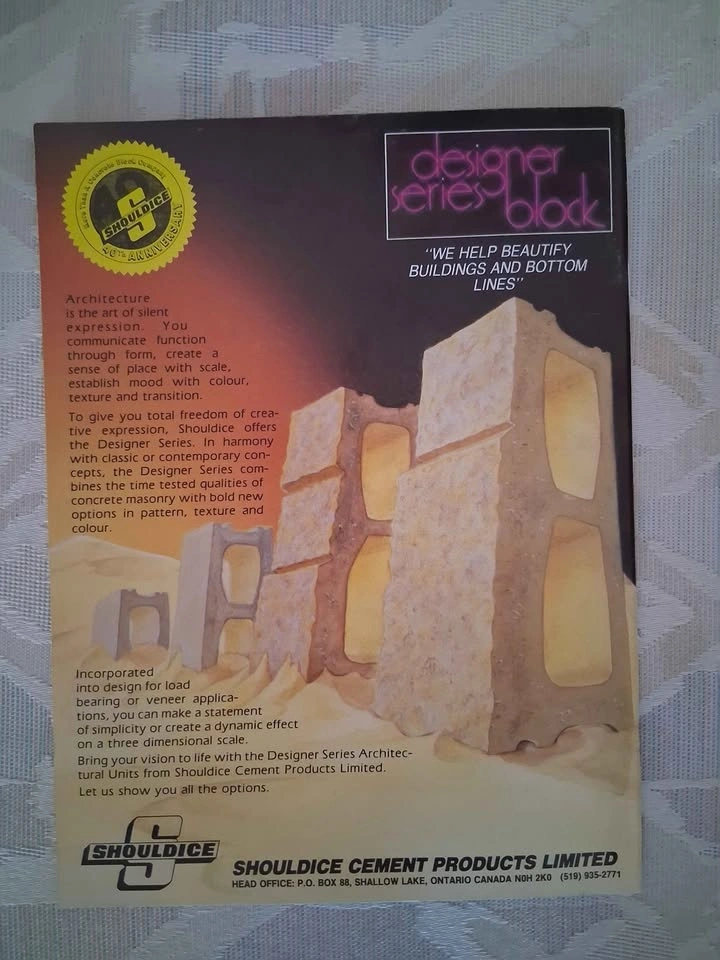 More Than A Concrete Block Company
SHOULDICE
40TH ANNIVERSARY
designer
series
block
"WE HELP BEAUTIFY
BUILDINGS AND BOTTOM
LINES"
Architecture
is the art of silent
expression. You
communicate function
through form, create a
sense of place with scale,
establish mood with colour,
texture and transition.
To give you total freedom of crea-
tive expression, Shouldice offers
the Designer Series. In harmony
with classic or contemporary con-
cepts, the Designer Series com-
bines the time tested qualities of
concrete masonry with bold new
options in pattern, texture and
colour.
Incorporated
into design for load
bearing or veneer applica-
tions, you can make a statement
of simplicity or create a dynamic effect
on a three dimensional scale.
Bring your vision to life with the Designer Series Architec-
tural Units from Shouldice Cement Products Limited.
Let us show you all the options.
SHOULDICE
SHOULDICE CEMENT PRODUCTS LIMITED
HEAD OFFICE: P.O. BOX 88, SHALLOW LAKE, ONTARIO CANADA N0H 2K0 (519) 935-2771